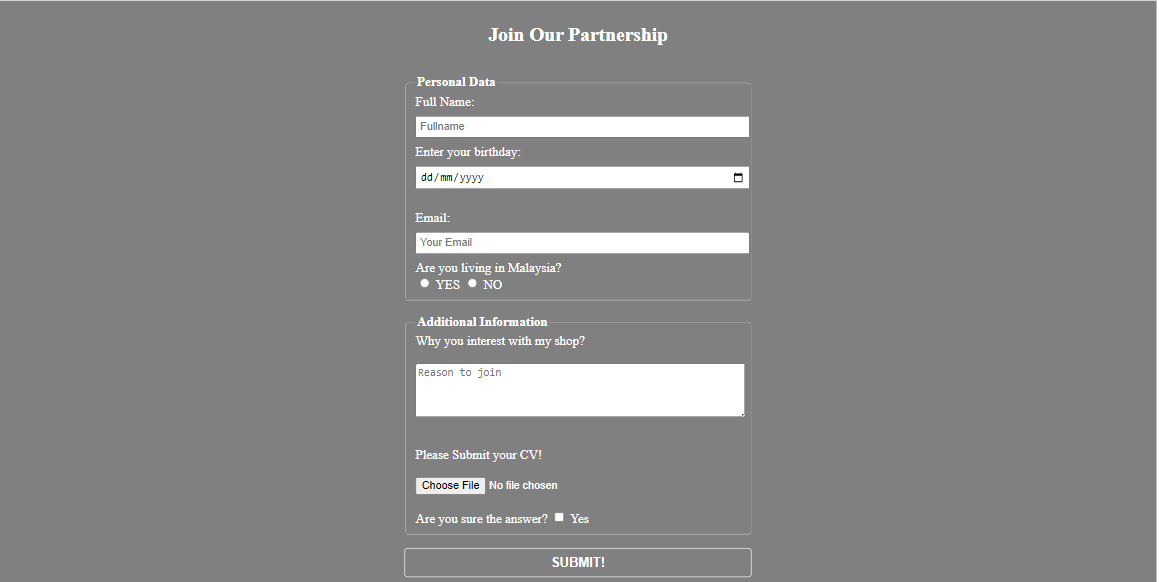 Join Our Partnership
Personal Data
Full Name:
Fullname
Enter your birthday:
dd/mm/yyyy
Email:
Your Email
Are you living in Malaysia?
YES NO
Additional Information
Why you interest with my shop?
Reason to join
Please Submit your CV!
Choose File No file chosen
Are you sure the answer? Yes
SUBMIT!